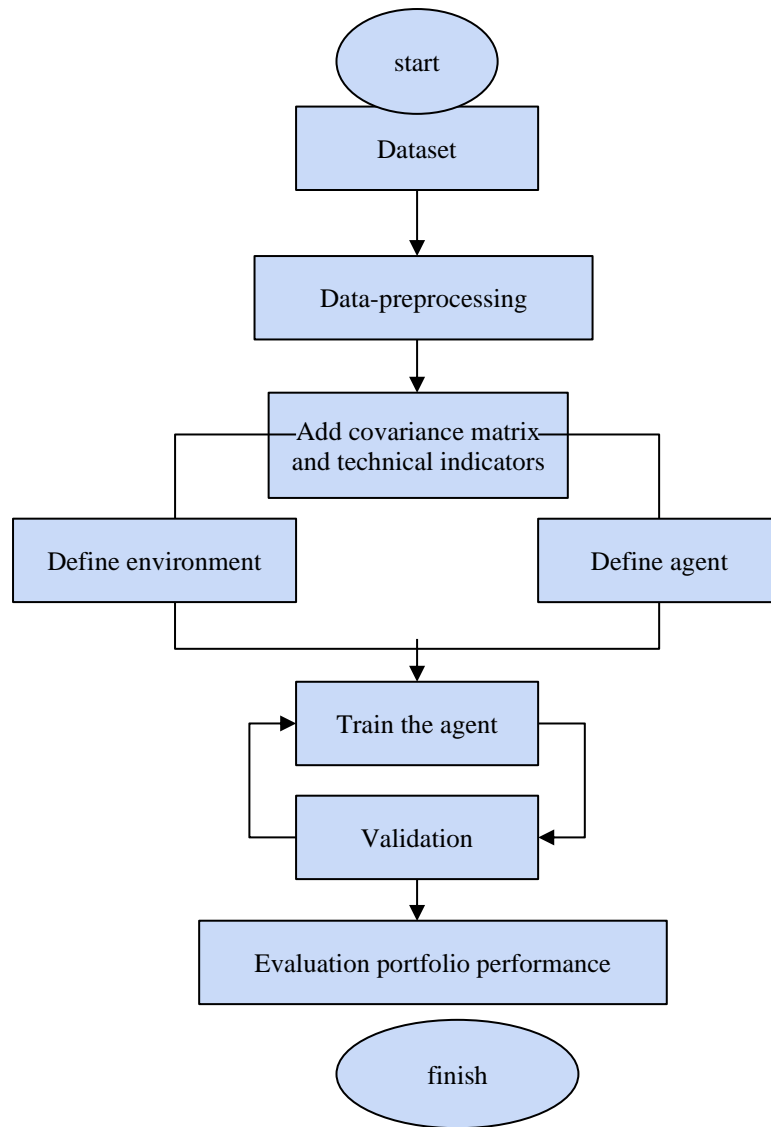 start
Dataset
Data-preprocessing
Add covariance matrix
and technical indicators
Define environment
Define agent
Train the agent
Validation
Evaluation portfolio performance
finish